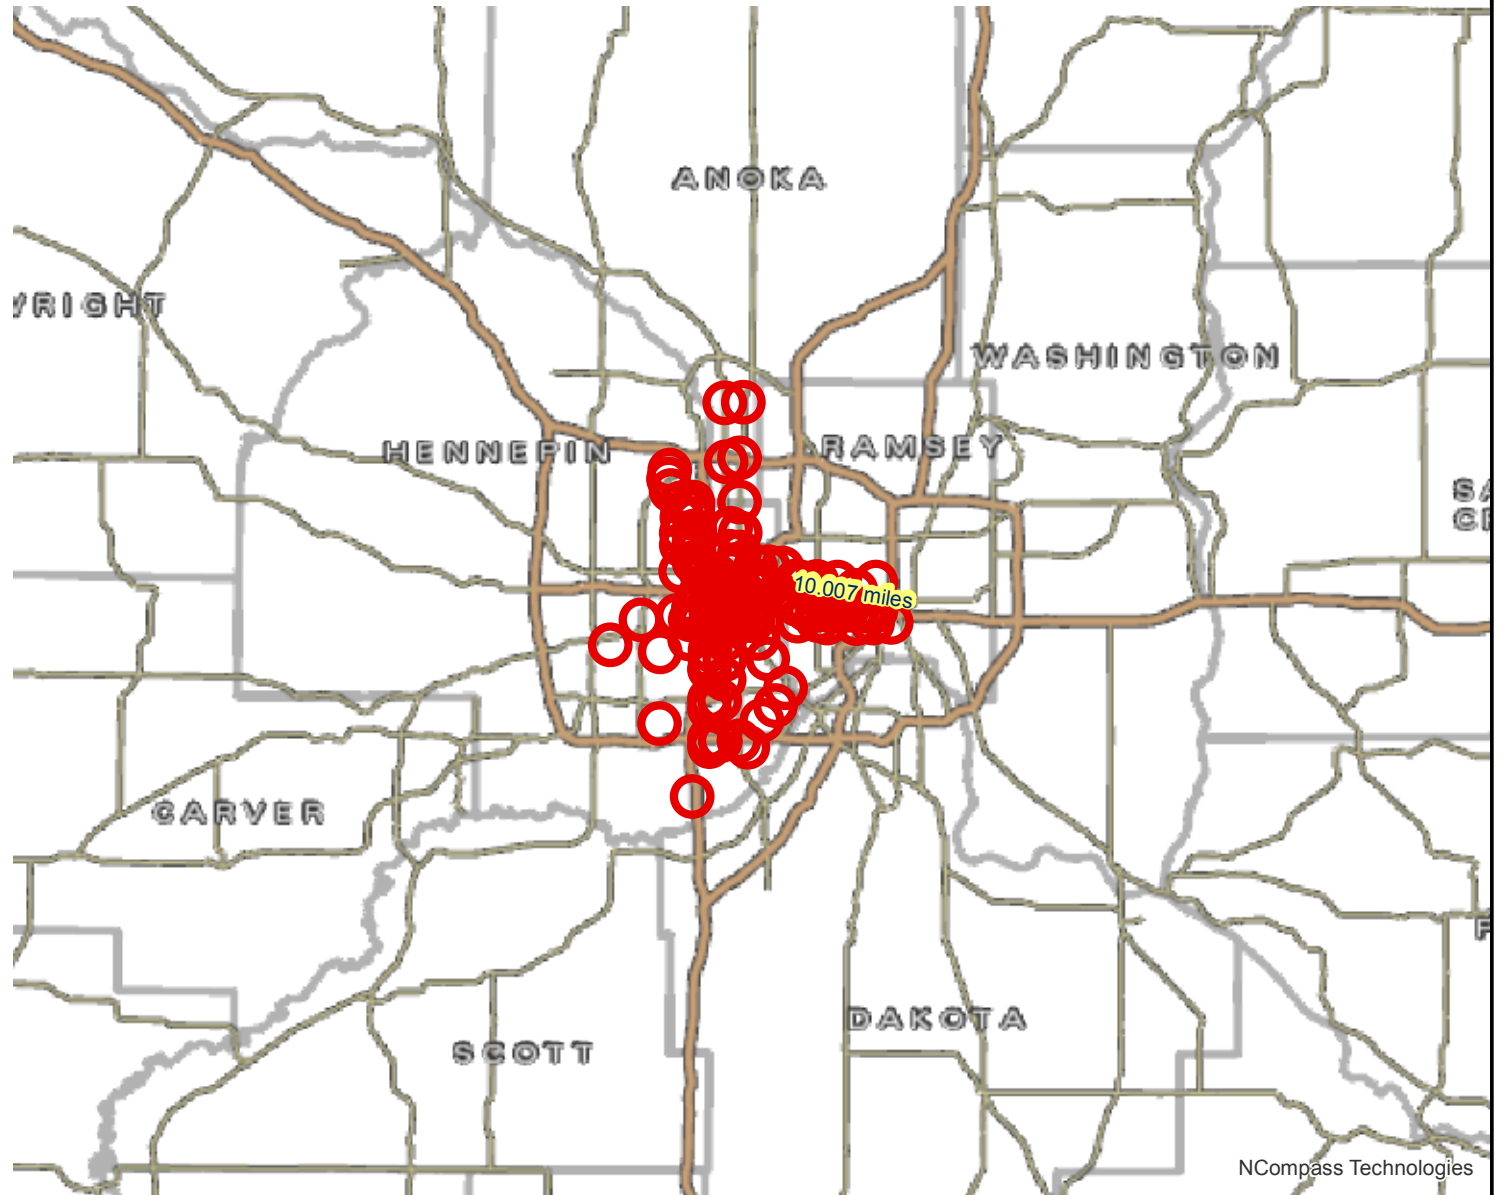 ANOKA
WRIGHT
WASHINGTON
HENNEPIN
RAMSEY
10.007 miles
CARVER
DAKOTA
SCOTT
NCompass Technologies